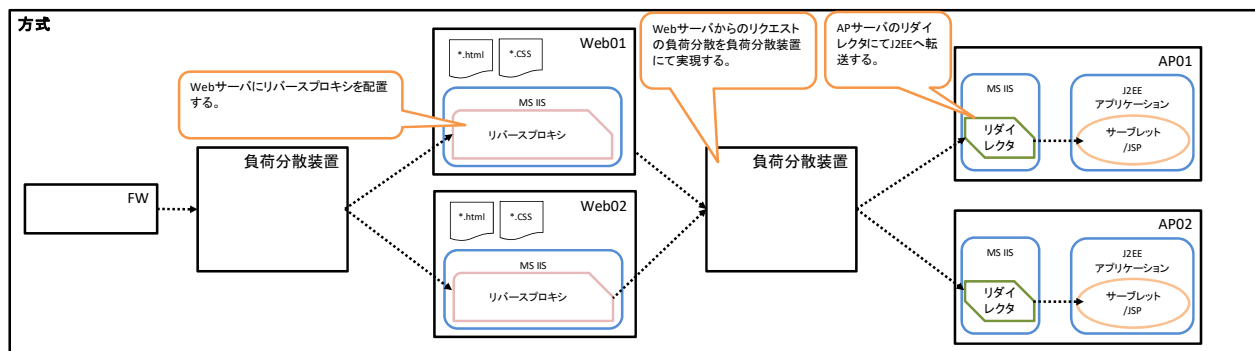 方式
FW
負荷分散装置
Webサーバにリバースプロキシを配置
する。
Web01
*.html
*.CSS
MS IIS
リバースプロキシ
Web02
*.html
*.CSS
MS IIS
リバースプロキシ
Webサーバからのリクエスト
の負荷分散を負荷分散装置
にて実現する。
負荷分散装置
APサーバのリダイ
レクタにてJ2EEへ転
送する。
AP01
MS IIS
リダイ
レクタ
J2EE
アプリケーション
サーブレット
/JSP
AP02
MS IIS
リダイ
レクタ
J2EE
アプリケーション
サーブレット
/JSP